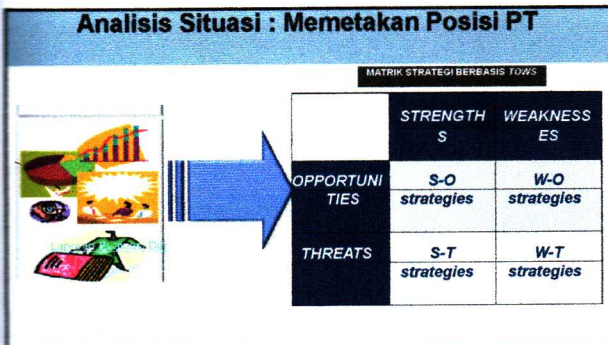 Analisis Situasi : Memetakan Posisi PT
MATRIK STRATEGI BERBASIS TOWS
STRENGTH
S
WEAKNESS
ES
OPPORTUNI
TIES
S-O
strategies
W-O
strategies
THREATS
S-T
strategies
W-T
strategies